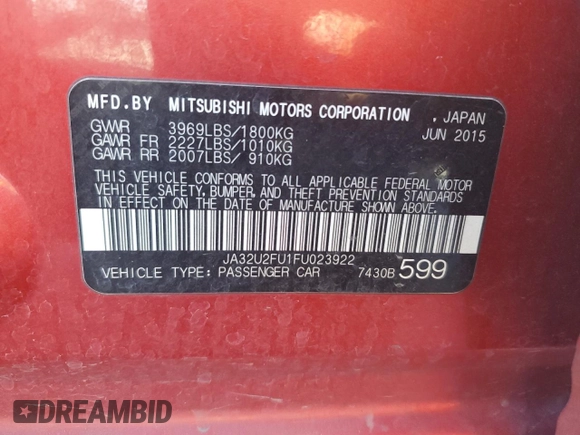 MFD.BY MITSUBISHI MOTORS CORPORATION , JAPAN
GVWR 3969LBS/1800KG JUN 2015
GAWR FR 2227LBS/1010KG
GAWR RR 2007LBS/ 910KG
THIS VEHICLE CONFORMS TO ALL APPLICABLE FEDERAL MOTOR
VEHICLE SAFETY, BUMPER, AND THEFT PREVENTION STANDARDS
IN EFFECT ON THE DATE OF MANUFACTURE SHOWN ABOVE.
JA32U2FU1FU023922
VEHICLE TYPE: PASSENGER CAR 7430B 599
DREAMBID